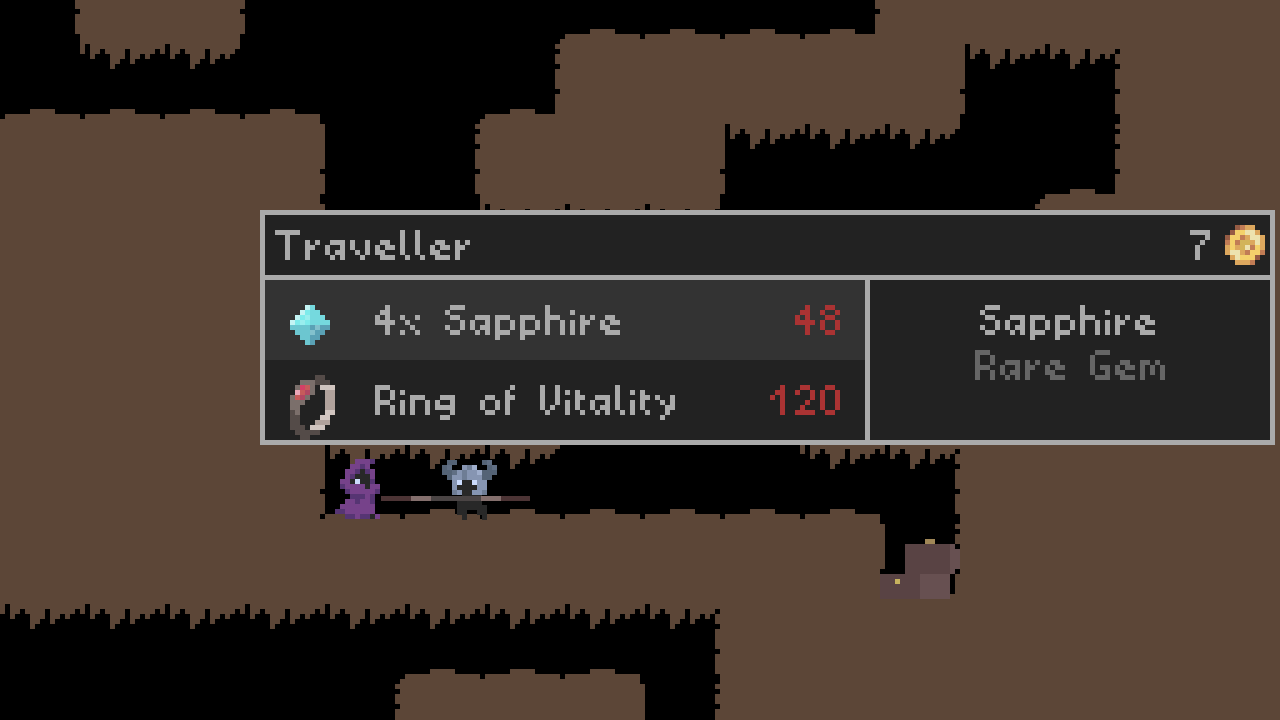 Traveller 7
4x Sapphire 48
Ring of Vitality 120
Sapphire
Rare Gem